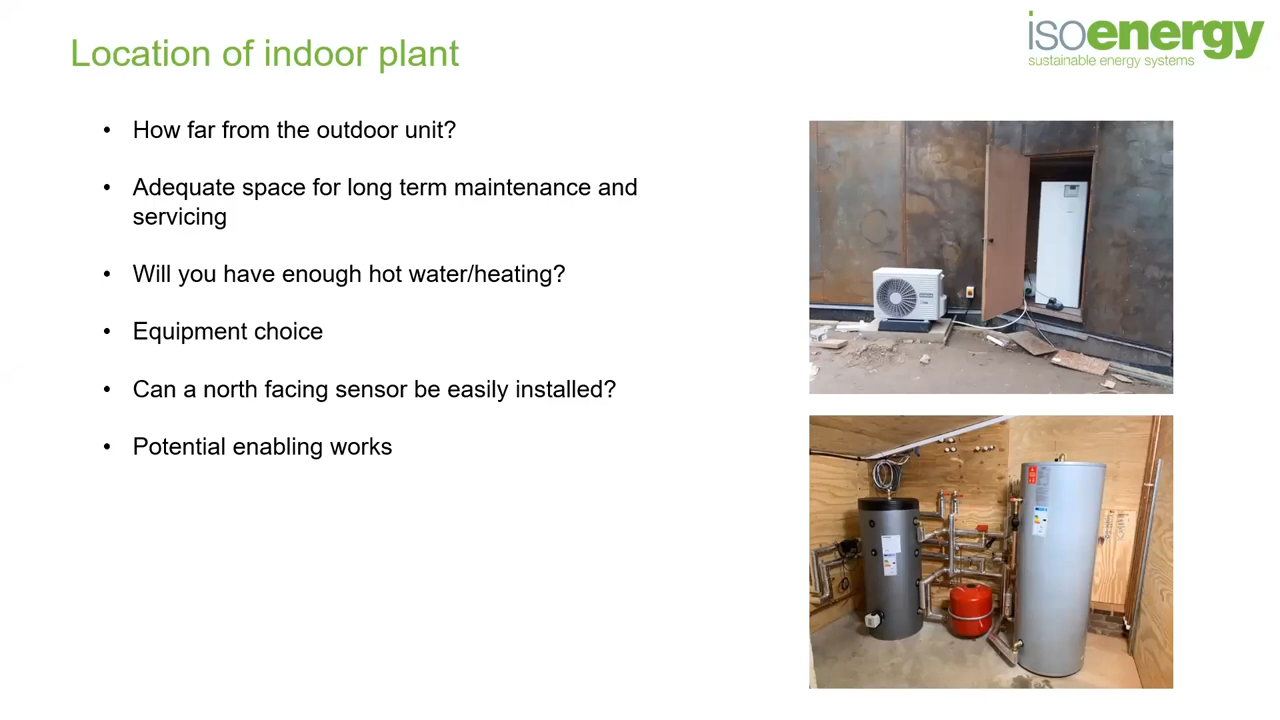 Location of indoor plant
isoenergy
sustainable energy systems
• How far from the outdoor unit?
• Adequate space for long term maintenance and
servicing
• Will you have enough hot water/heating?
• Equipment choice
• Can a north facing sensor be easily installed?
• Potential enabling works